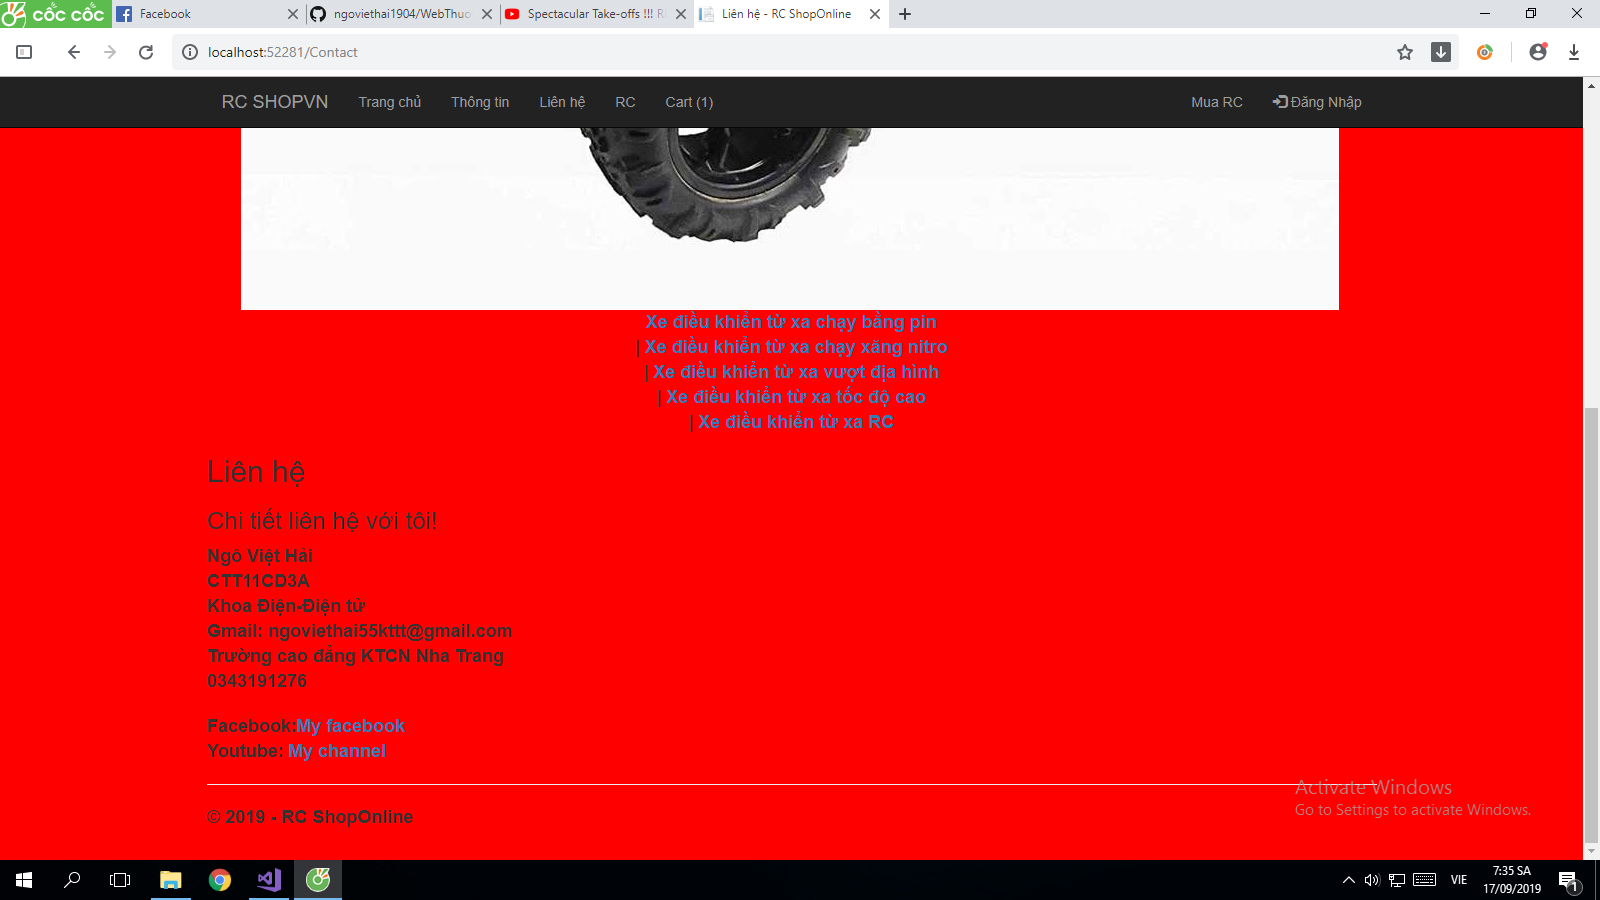 cốc cốc
Facebook
ngoviethai1904/WebThuc
Spectacular Take-offs !!! R
Liên hệ - RC ShopOnline
localhost:52281/Contact
RC SHOPVN Trang chủ Thông tin Liên hệ RC Cart (1) Mua RC Đăng Nhập
Xe điều khiển từ xa chạy bằng pin
| Xe điều khiển từ xa chạy xăng nitro
| Xe điều khiển từ xa vượt địa hình
| Xe điều khiển từ xa tốc độ cao
| Xe điều khiển từ xa RC
Liên hệ
Chi tiết liên hệ với tôi!
Ngô Việt Hải
CTT11CD3A
Khoa Điện-Điện tử
Gmail: ngoviethai55kttt@gmail.com
Trường cao đẳng KTCN Nha Trang
0343191276
Facebook:My facebook
Youtube: My channel
Activate Windows
Go to Settings to activate Windows.
© 2019 - RC ShopOnline
VIE
7:35 SA
17/09/2019
1